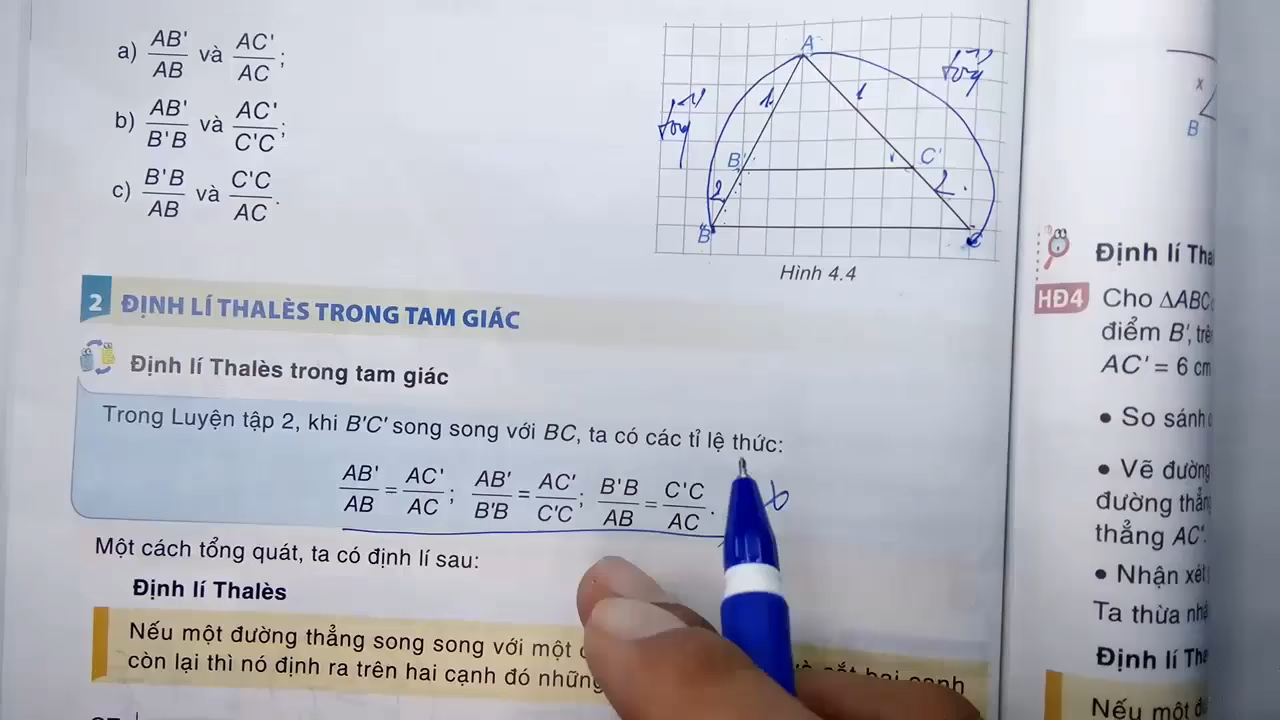 a) AB'/AB và AC'/AC;
b) AB'/B'B và AC'/C'C;
c) B'B/AB và C'C/AC.
A
1 1
B' C'
2 2
B C
Hình 4.4
2 ĐỊNH LÍ THALÈS TRONG TAM GIÁC
Định lí Thalès trong tam giác
Trong Luyện tập 2, khi B'C' song song với BC, ta có các tỉ lệ thức:
AB'/AB = AC'/AC; AB'/B'B = AC'/C'C; B'B/AB = C'C/AC.
Một cách tổng quát, ta có định lí sau:
Định lí Thalès
Nếu một đường thẳng song song với một
còn lại thì nó định ra trên hai cạnh đó những
x
B
Định lí
HĐ4 Cho ΔABC
điểm B', 
AC' = 6 cm
• So sánh
• Vẽ đường
đường thẳng
thẳng AC'.
• Nhận xét
Ta thừa
Định lí
Nếu một